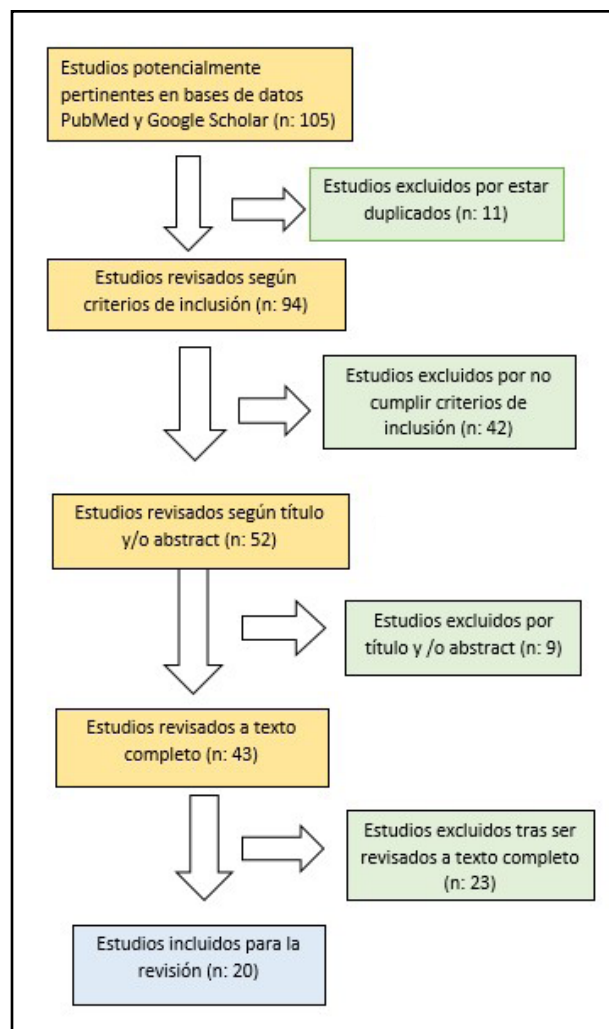 Estudios potencialmente
pertinentes en bases de datos
PubMed y Google Scholar (n: 105)
Estudios excluidos por estar
duplicados (n: 11)
Estudios revisados según
criterios de inclusión (n: 94)
Estudios excluidos por no
cumplir criterios de
inclusión (n: 42)
Estudios revisados según título
y/o abstract (n: 52)
Estudios excluidos por
título y /o abstract (n: 9)
Estudios revisados a texto
completo (n: 43)
Estudios excluidos tras ser
revisados a texto completo
(n: 23)
Estudios incluidos para la
revisión (n: 20)